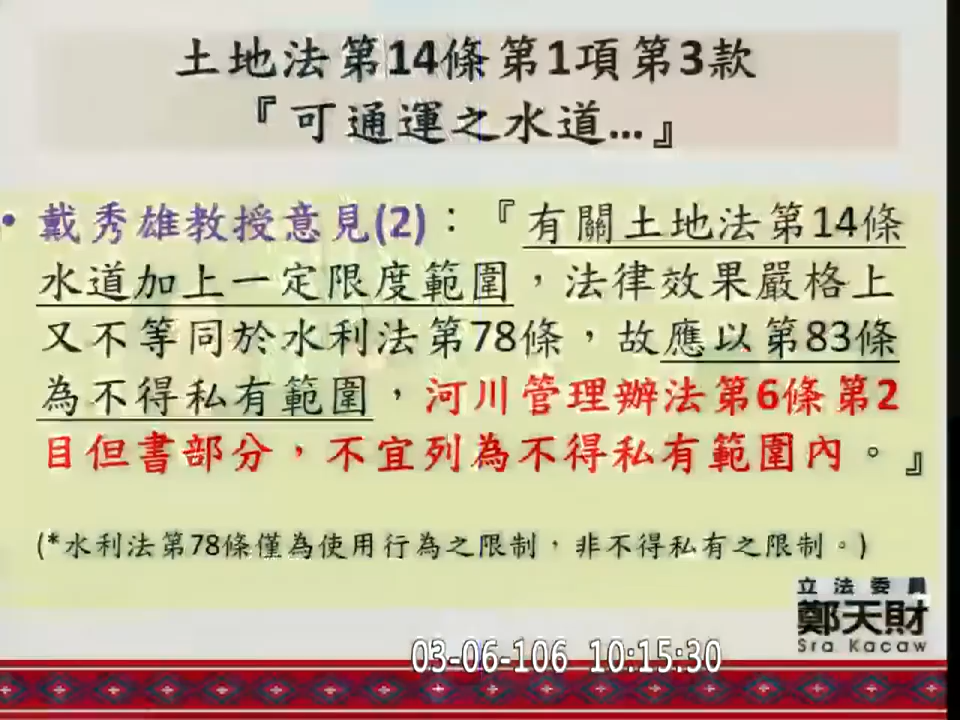 土地法第14條第1項第3款
『可通運之水道...』
• 戴秀雄教授意見(2)：『有關土地法第14條
水道加上一定限度範圍，法律效果嚴格上
又不等同於水利法第78條，故應以第83條
為不得私有範圍，河川管理辦法第6條第2
目但書部分，不宜列為不得私有範圍內。』
(*水利法第78條僅為使用行為之限制，非不得私有之限制。)
立法委員
鄭天財
Sra Kacaw
03-06-106 10:15:30